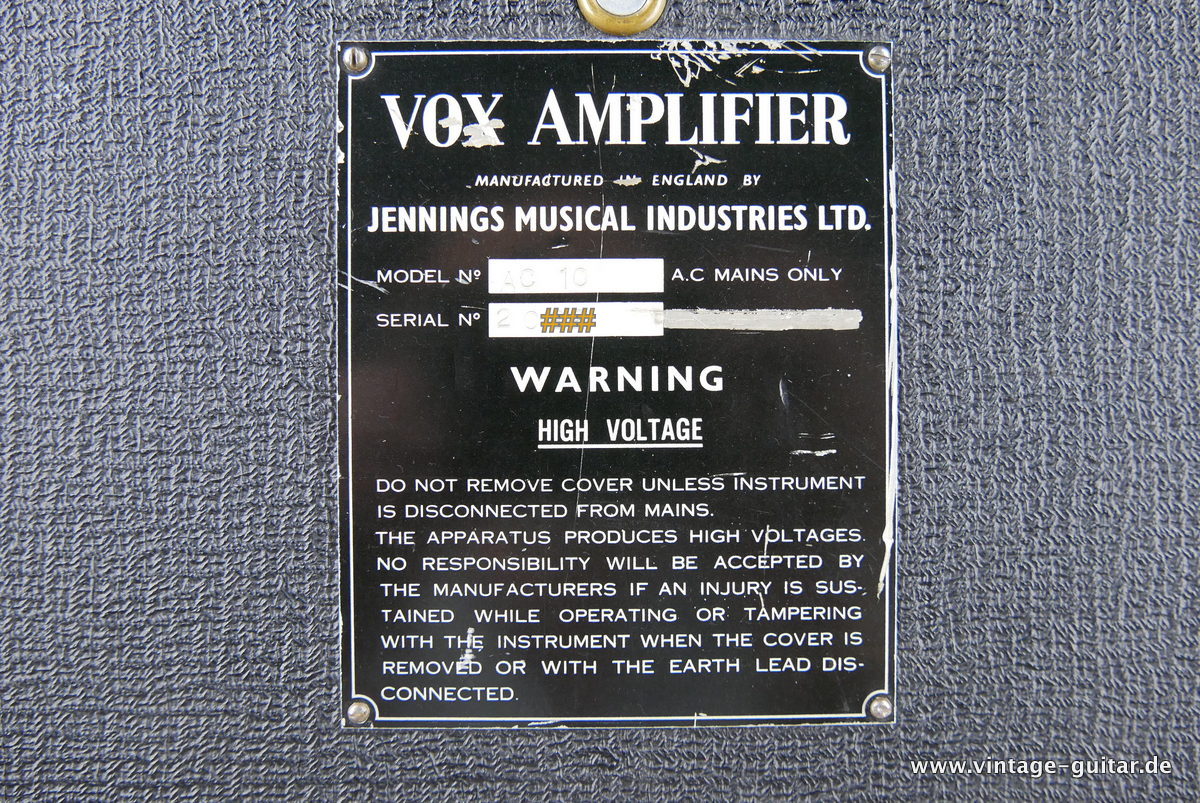 VOX AMPLIFIER
MANUFACTURED IN ENGLAND BY
JENNINGS MUSICAL INDUSTRIES LTD.
MODEL Nº AC 10 A.C MAINS ONLY
SERIAL Nº 20###
WARNING
HIGH VOLTAGE
DO NOT REMOVE COVER UNLESS INSTRUMENT
IS DISCONNECTED FROM MAINS.
THE APPARATUS PRODUCES HIGH VOLTAGES.
NO RESPONSIBILITY WILL BE ACCEPTED BY
THE MANUFACTURERS IF AN INJURY IS SUS-
TAINED WHILE OPERATING OR TAMPERING
WITH THE INSTRUMENT WHEN THE COVER IS
REMOVED OR WITH THE EARTH LEAD DIS-
CONNECTED.
www.vintage-guitar.de